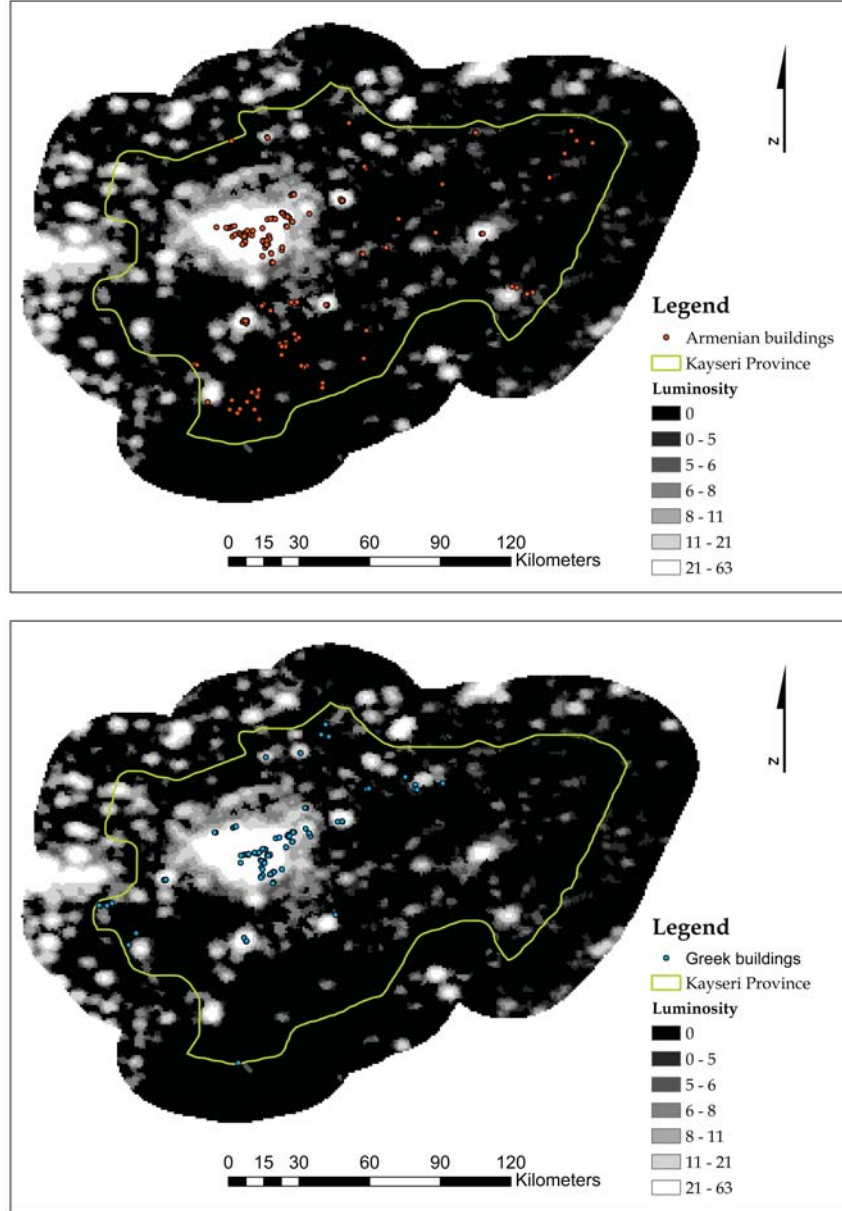 N
Legend
Armenian buildings
Kayseri Province
Luminosity
0
0 - 5
5 - 6
6 - 8
8 - 11
11 - 21
21 - 63
0 15 30 60 90 120
Kilometers
N
Legend
Greek buildings
Kayseri Province
Luminosity
0
0 - 5
5 - 6
6 - 8
8 - 11
11 - 21
21 - 63
0 15 30 60 90 120
Kilometers